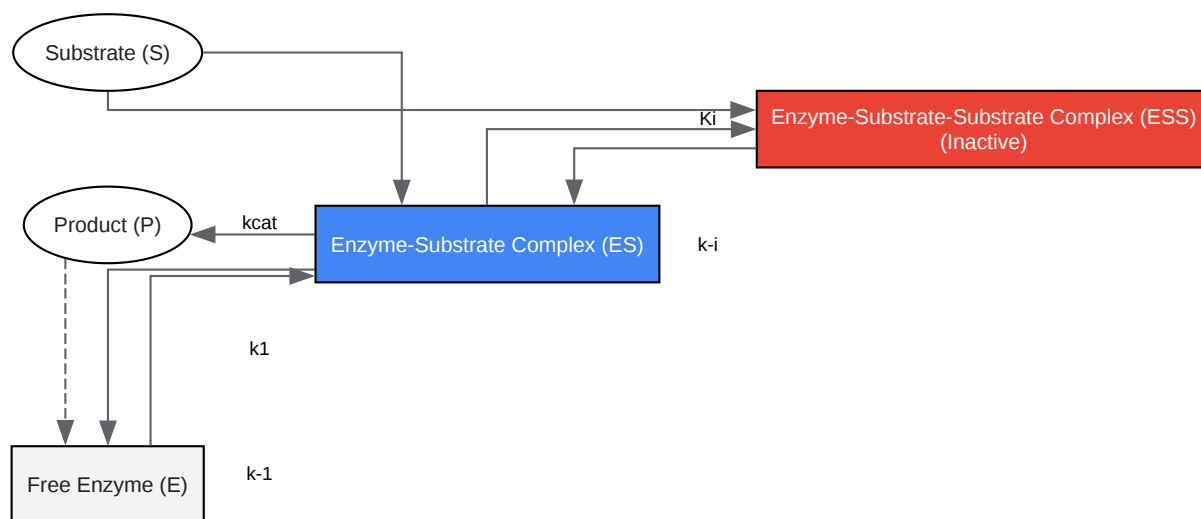 Substrate (S)
Ki
Enzyme-Substrate-Substrate Complex (ESS)
(Inactive)
Product (P)
kcat
Enzyme-Substrate Complex (ES)
k-i
k1
k-1
Free Enzyme (E)